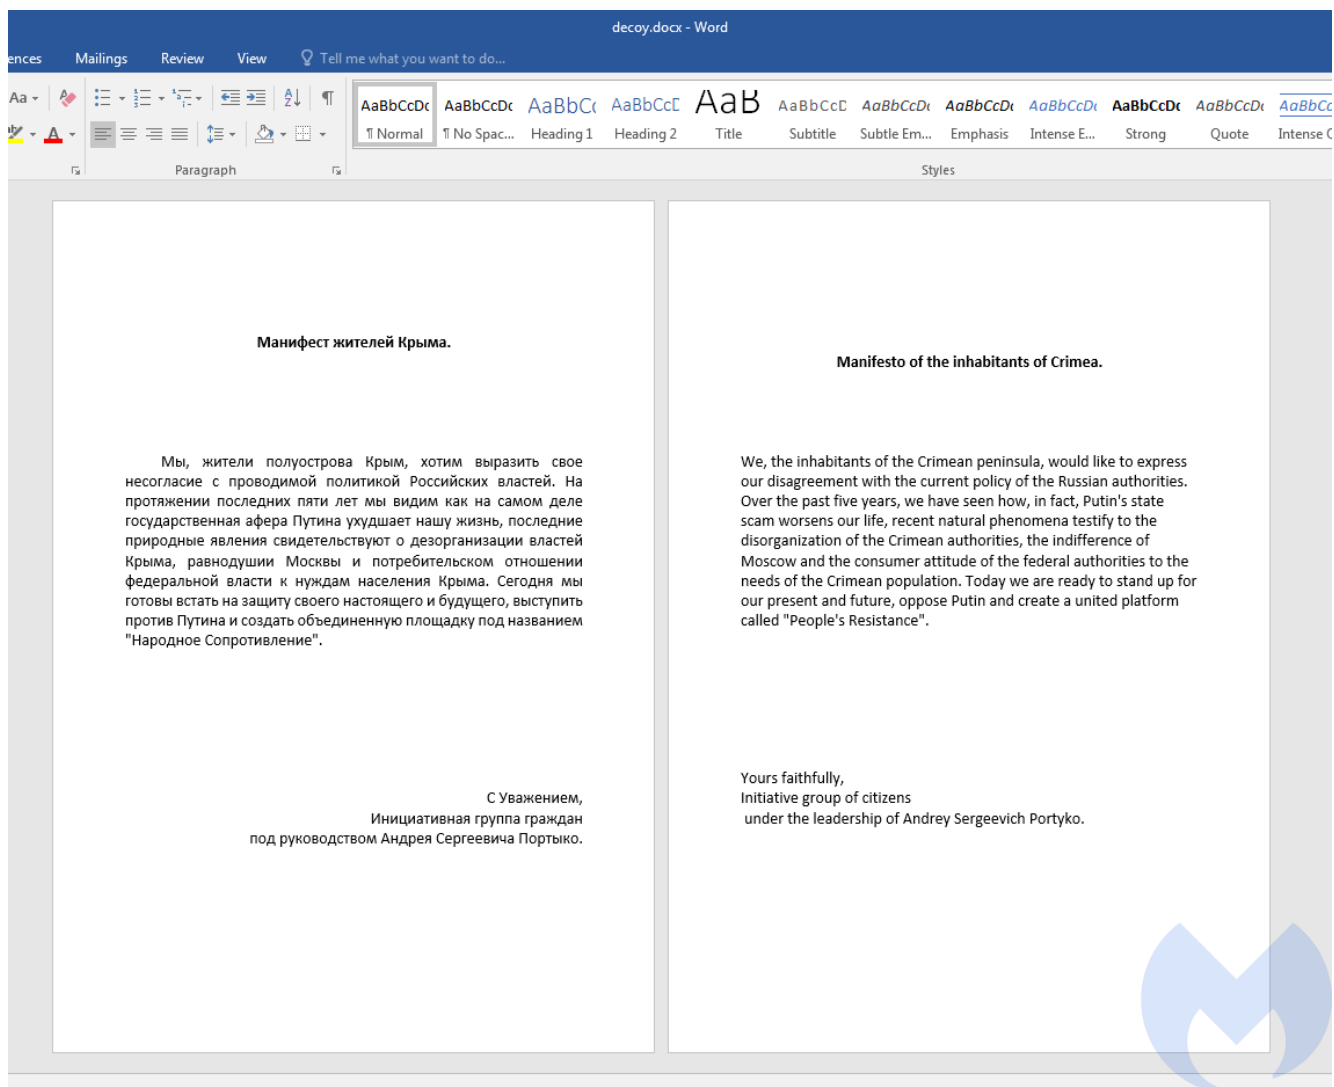 decoy.docx - Word
ences Mailings Review View Tell me what you want to do...
Aa
AaBbCcDc AaBbCcDc AaBbC( AaBbCcE AaB AaBbCcD AaBbCcDc AaBbCcDc AaBbCcDc AaBbCcDc AaBbCcDc AaBbCc
¶ Normal ¶ No Spac... Heading 1 Heading 2 Title Subtitle Subtle Em... Emphasis Intense E... Strong Quote Intense Q
Paragraph Styles
Манифест жителей Крыма.
Мы, жители полуострова Крым, хотим выразить свое
несогласие с проводимой политикой Российских властей. На
протяжении последних пяти лет мы видим как на самом деле
государственная афера Путина ухудшает нашу жизнь, последние
природные явления свидетельствуют о дезорганизации властей
Крыма, равнодушии Москвы и потребительском отношении
федеральной власти к нуждам населения Крыма. Сегодня мы
готовы встать на защиту своего настоящего и будущего, выступить
против Путина и создать объединенную площадку под названием
"Народное Сопротивление".
С Уважением,
Инициативная группа граждан
под руководством Андрея Сергеевича Портыко.
Manifesto of the inhabitants of Crimea.
We, the inhabitants of the Crimean peninsula, would like to express
our disagreement with the current policy of the Russian authorities.
Over the past five years, we have seen how, in fact, Putin's state
scam worsens our life, recent natural phenomena testify to the
disorganization of the Crimean authorities, the indifference of
Moscow and the consumer attitude of the federal authorities to the
needs of the Crimean population. Today we are ready to stand up for
our present and future, oppose Putin and create a united platform
called "People's Resistance".
Yours faithfully,
Initiative group of citizens
under the leadership of Andrey Sergeevich Portyko.